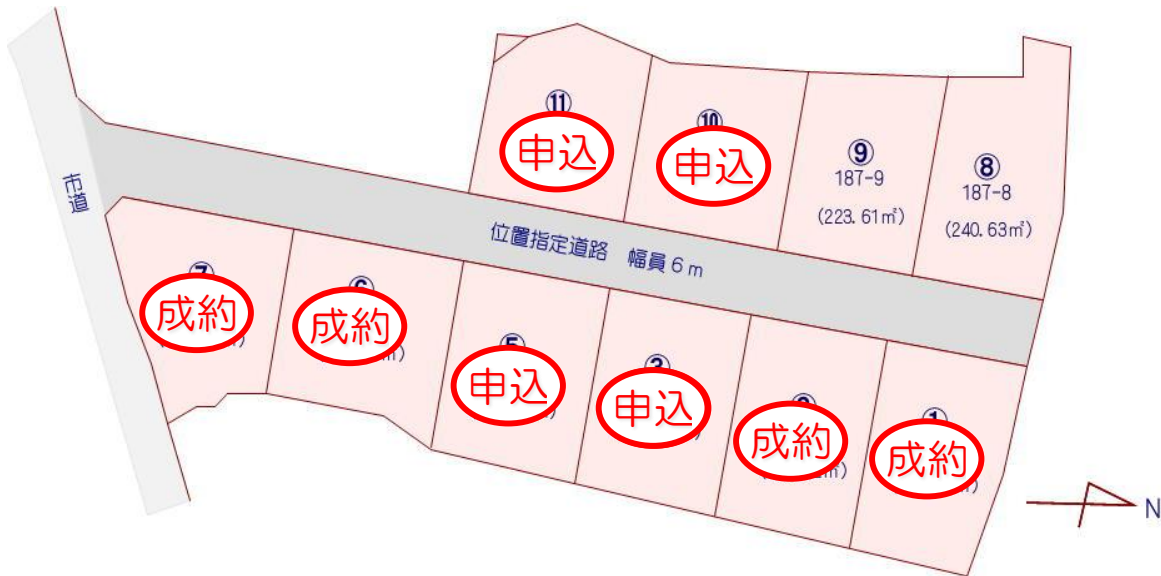 ⑪
申込
⑩
申込
⑨
187-9
(223.61㎡)
⑧
187-8
(240.63㎡)
市道
位置指定道路 幅員6m
⑦
成約
⑥
成約
⑤
申込
③
申込
②
成約
①
成約
N